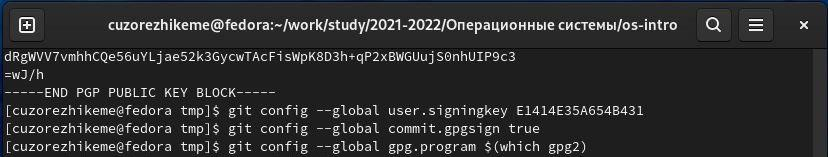 cuzorezhikeme@fedora:~/work/study/2021-2022/Операционные системы/os-intro
dRgWVV7vmhhCQe56uYLjae52k3GycwTAcFisWpK8D3h+qP2xBWGUujS0nhUIP9c3
=wJ/h
-----END PGP PUBLIC KEY BLOCK-----
[cuzorezhikeme@fedora tmp]$ git config --global user.signingkey E1414E35A654B431
[cuzorezhikeme@fedora tmp]$ git config --global commit.gpgsign true
[cuzorezhikeme@fedora tmp]$ git config --global gpg.program $(which gpg2)